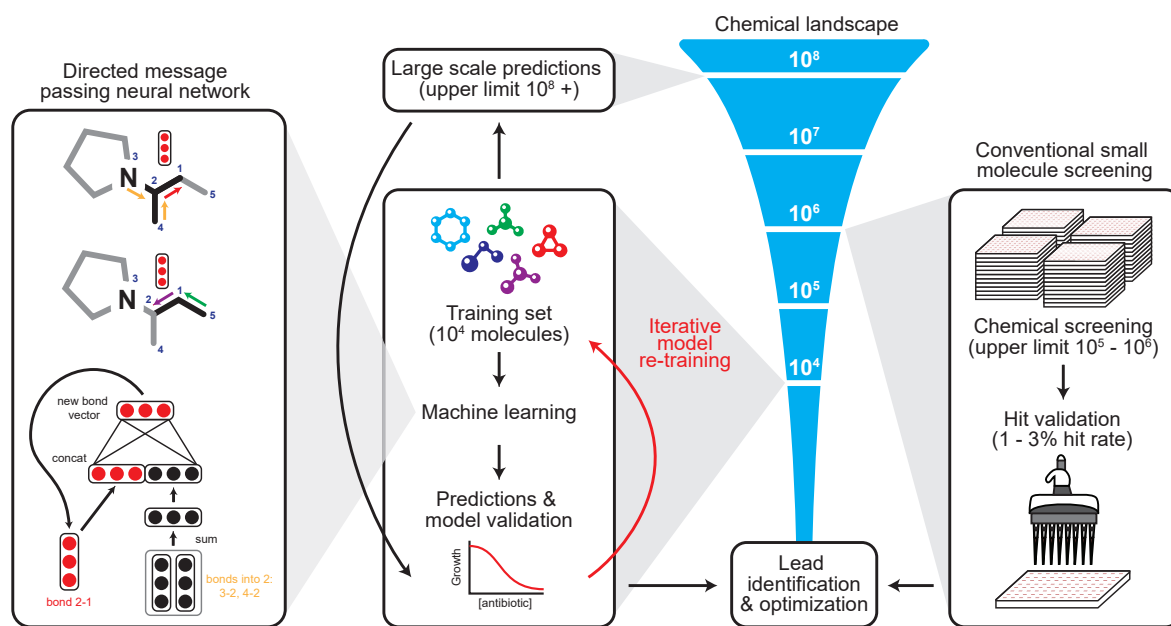 Directed message
passing neural network
3
N
2
1
5
4
3
N
2
1
5
4
new bond
vector
concat
sum
bond 2-1
bonds into 2:
3-2, 4-2
Large scale predictions
(upper limit 10⁸ +)
Training set
(10⁴ molecules)
Machine learning
Predictions &
model validation
Growth
[antibiotic]
Iterative
model
re-training
Chemical landscape
10⁸
10⁷
10⁶
10⁵
10⁴
Lead
identification
& optimization
Conventional small
molecule screening
Chemical screening
(upper limit 10⁵ - 10⁶)
Hit validation
(1 - 3% hit rate)